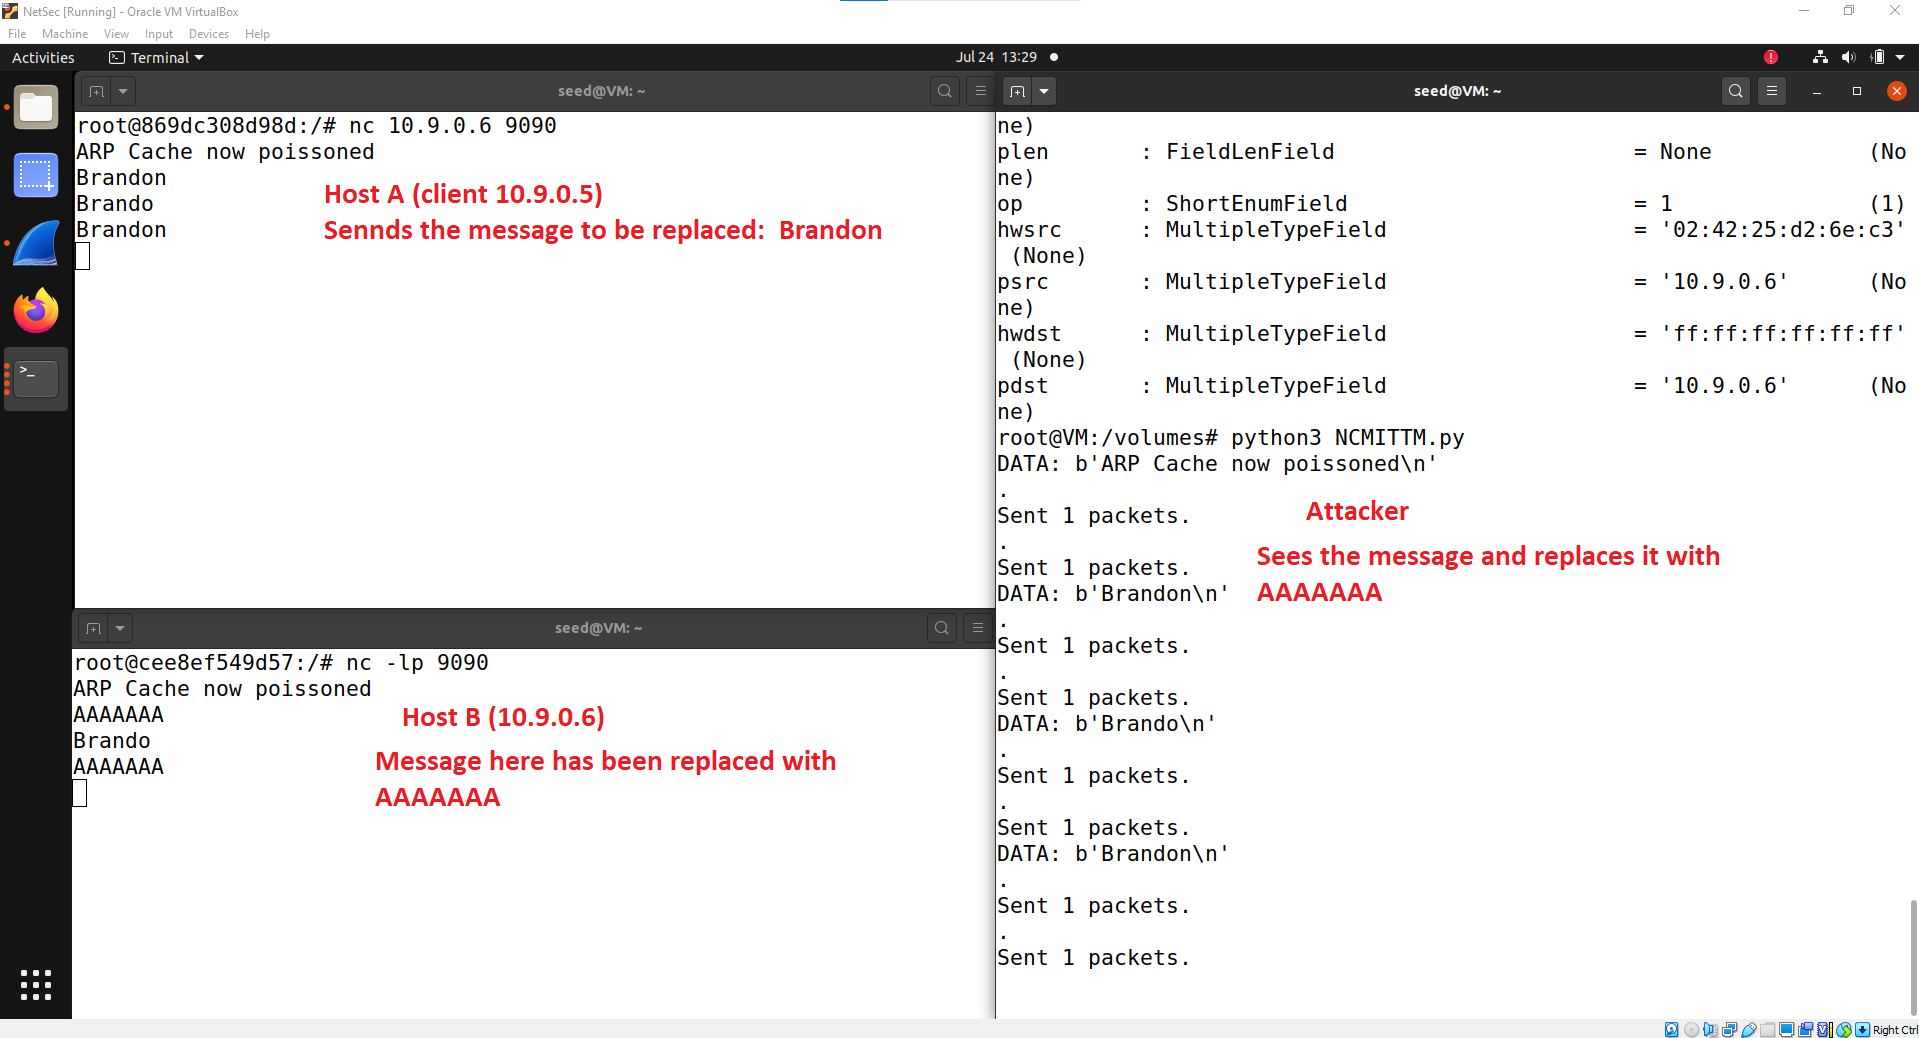 NetSec [Running] - Oracle VM VirtualBox
File Machine View Input Devices Help
Activities Terminal Jul 24 13:29
seed@VM: ~
root@869dc308d98d:/# nc 10.9.0.6 9090
ARP Cache now poissoned
Brandon
Brando
Brandon
Host A (client 10.9.0.5)
Sennds the message to be replaced: Brandon
seed@VM: ~
root@cee8ef549d57:/# nc -lp 9090
ARP Cache now poissoned
AAAAAAA
Brando
AAAAAAA
Host B (10.9.0.6)
Message here has been replaced with
AAAAAAA
seed@VM: ~
ne)
plen : FieldLenField = None (No
ne)
op : ShortEnumField = 1 (1)
hwsrc : MultipleTypeField = '02:42:25:d2:6e:c3'
(None)
psrc : MultipleTypeField = '10.9.0.6' (No
ne)
hwdst : MultipleTypeField = 'ff:ff:ff:ff:ff:ff'
(None)
pdst : MultipleTypeField = '10.9.0.6' (No
ne)
root@VM:/volumes# python3 NCMITTM.py
DATA: b'ARP Cache now poissoned\n'
.
Sent 1 packets.
.
Sent 1 packets.
DATA: b'Brandon\n'
.
Sent 1 packets.
.
Sent 1 packets.
DATA: b'Brando\n'
.
Sent 1 packets.
.
Sent 1 packets.
DATA: b'Brandon\n'
.
Sent 1 packets.
.
Sent 1 packets.
Attacker
Sees the message and replaces it with
AAAAAAA
Right Ctrl